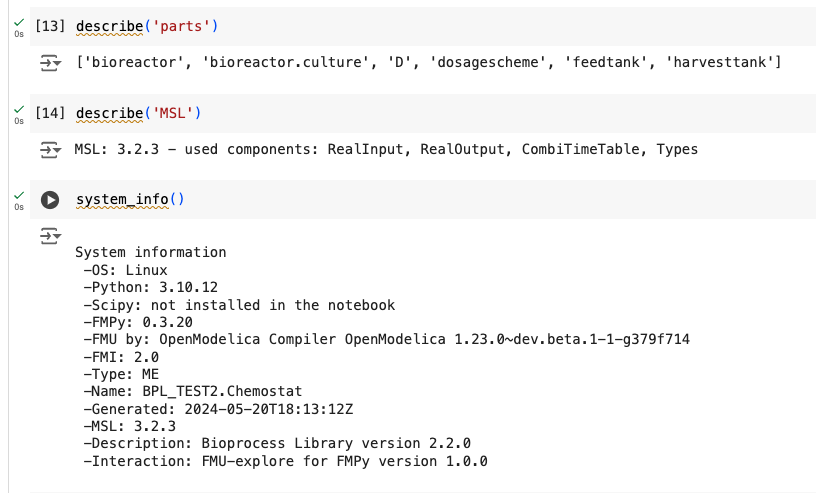 [13] describe('parts')
0s
['bioreactor', 'bioreactor.culture', 'D', 'dosagescheme', 'feedtank', 'harvesttank']
[14] describe('MSL')
0s
MSL: 3.2.3 - used components: RealInput, RealOutput, CombiTimeTable, Types
system_info()
0s
System information
-OS: Linux
-Python: 3.10.12
-Scipy: not installed in the notebook
-FMPy: 0.3.20
-FMU by: OpenModelica Compiler OpenModelica 1.23.0~dev.beta.1-1-g379f714
-FMI: 2.0
-Type: ME
-Name: BPL_TEST2.Chemostat
-Generated: 2024-05-20T18:13:12Z
-MSL: 3.2.3
-Description: Bioprocess Library version 2.2.0
-Interaction: FMU-explore for FMPy version 1.0.0